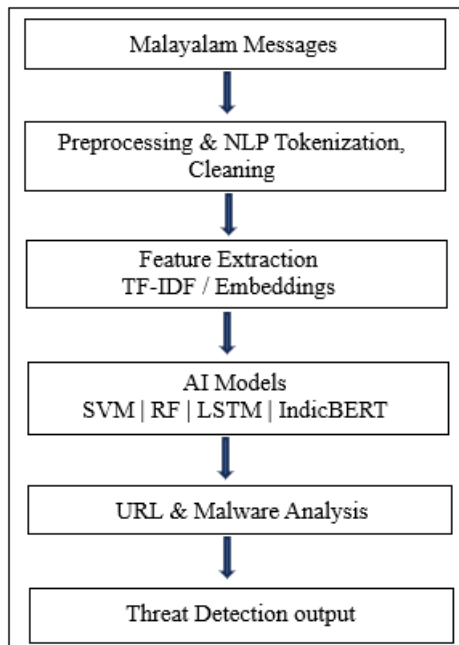 Malayalam Messages
Preprocessing & NLP Tokenization,
Cleaning
Feature Extraction
TF-IDF / Embeddings
AI Models
SVM | RF | LSTM | IndicBERT
URL & Malware Analysis
Threat Detection output